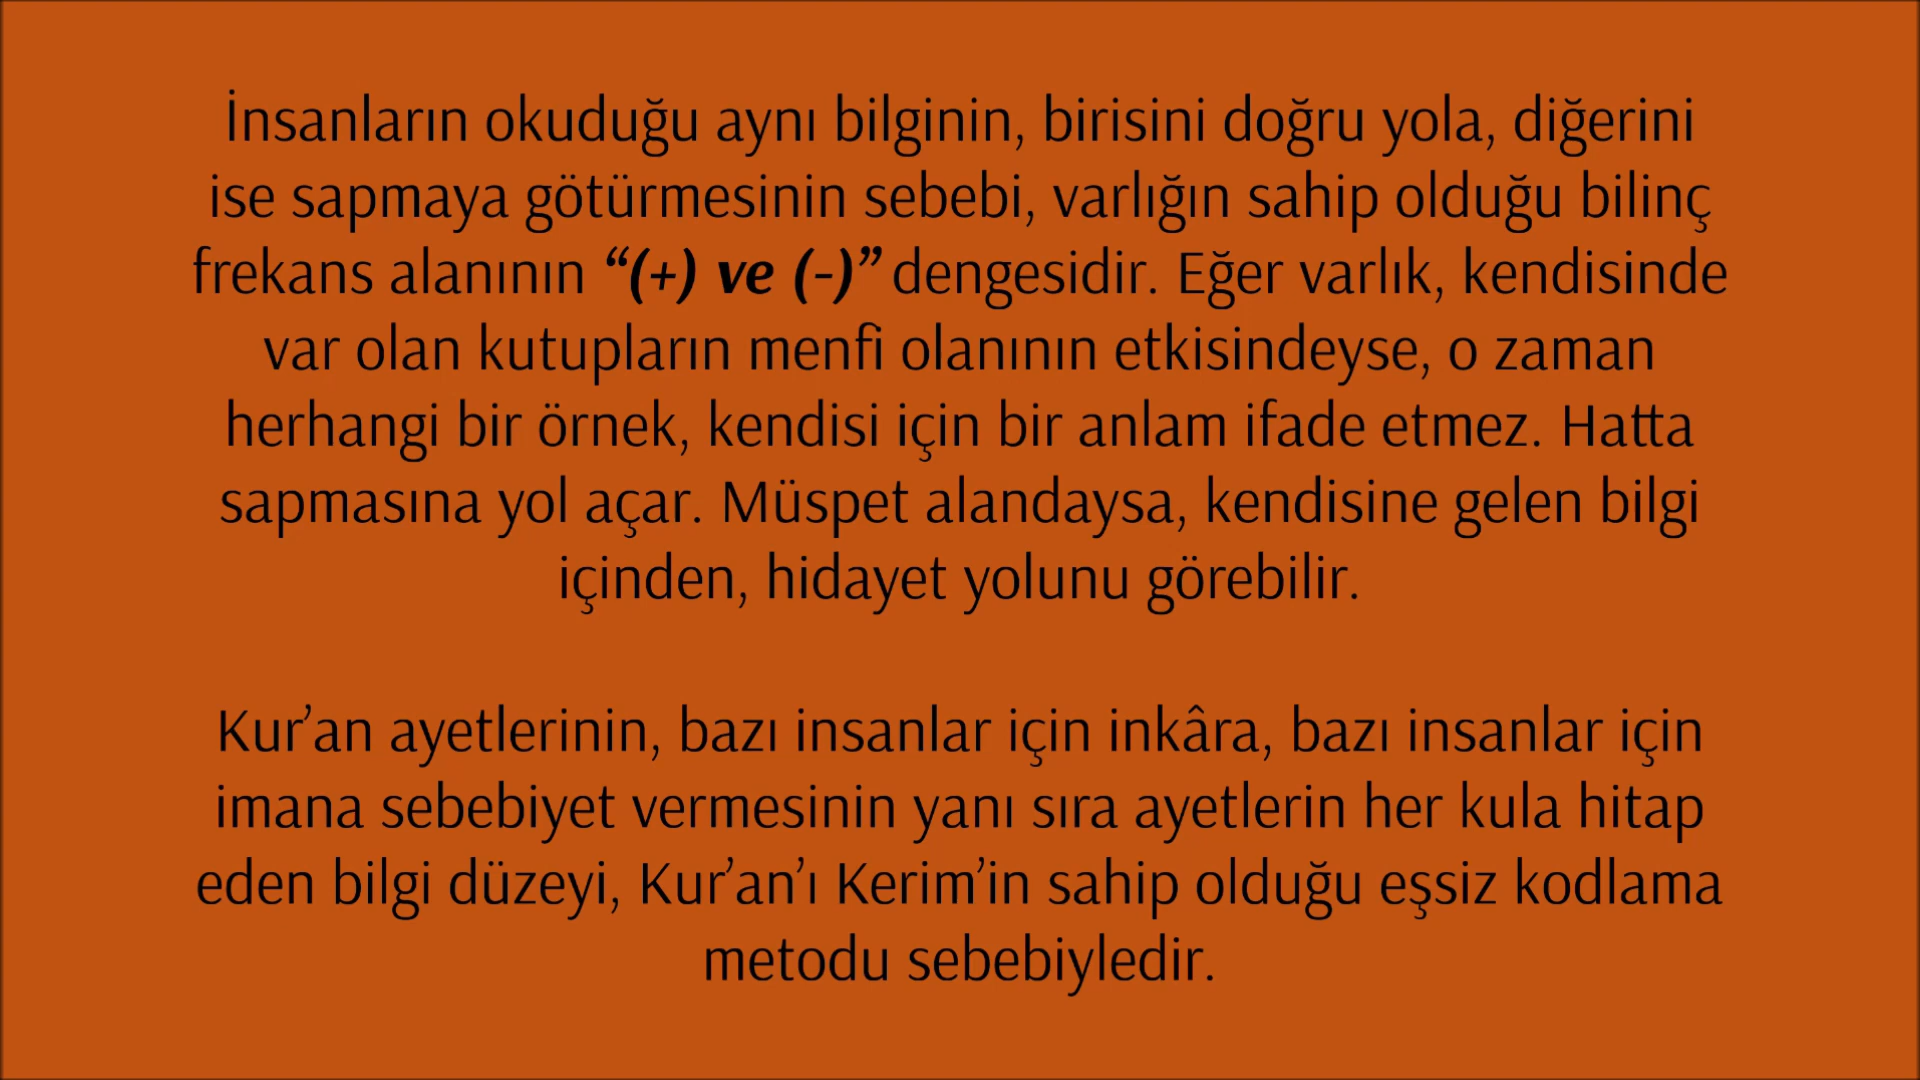 İnsanların okuduğu aynı bilginin, birisini doğru yola, diğerini
ise sapmaya götürmesinin sebebi, varlığın sahip olduğu bilinç
frekans alanının “(+) ve (-)” dengesidir. Eğer varlık, kendisinde
var olan kutupların menfi olanının etkisindeyse, o zaman
herhangi bir örnek, kendisi için bir anlam ifade etmez. Hatta
sapmasına yol açar. Müspet alandaysa, kendisine gelen bilgi
içinden, hidayet yolunu görebilir.
Kur’an ayetlerinin, bazı insanlar için inkâra, bazı insanlar için
imana sebebiyet vermesinin yanı sıra ayetlerin her kula hitap
eden bilgi düzeyi, Kur’an’ı Kerim’in sahip olduğu eşsiz kodlama
metodu sebebiyledir.